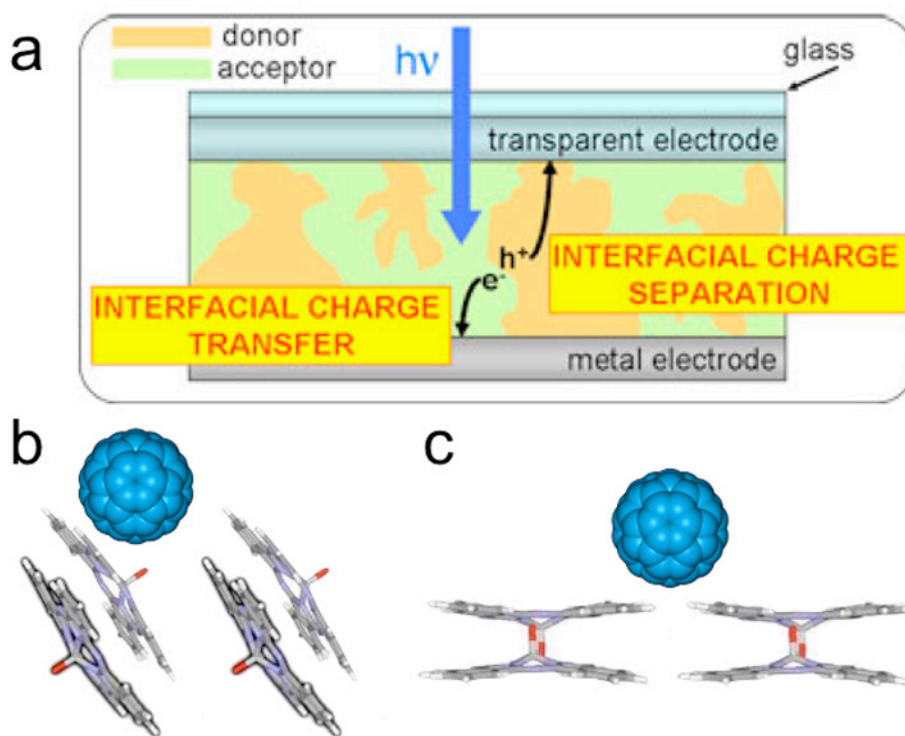 a
donor
acceptor
hν
glass
transparent electrode
h+
e-
INTERFACIAL CHARGE
SEPARATION
INTERFACIAL CHARGE
TRANSFER
metal electrode
b
c